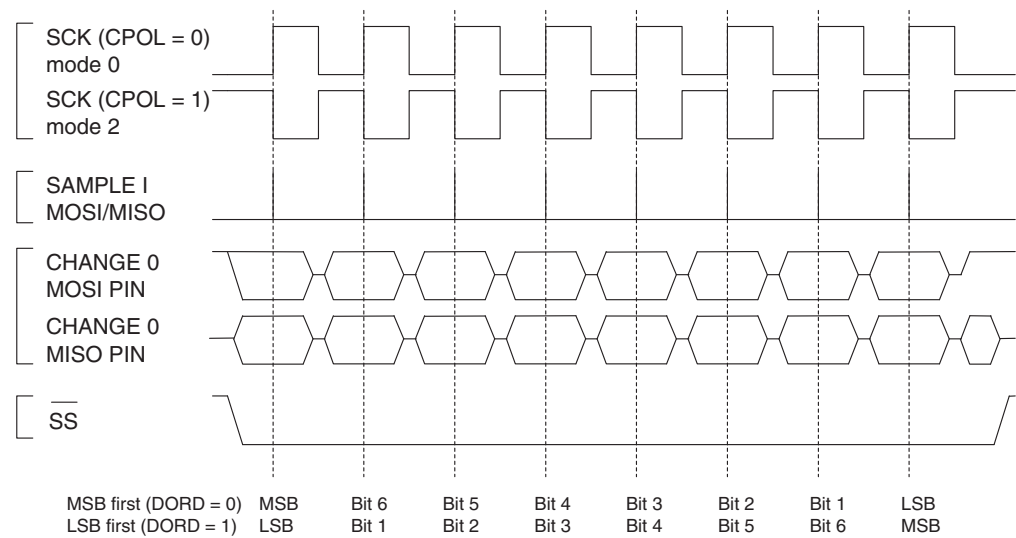 SCK (CPOL = 0)
mode 0
SCK (CPOL = 1)
mode 2
SAMPLE I
MOSI/MISO
CHANGE 0
MOSI PIN
CHANGE 0
MISO PIN
SS
MSB first (DORD = 0) MSB Bit 6 Bit 5 Bit 4 Bit 3 Bit 2 Bit 1 LSB
LSB first (DORD = 1) LSB Bit 1 Bit 2 Bit 3 Bit 4 Bit 5 Bit 6 MSB